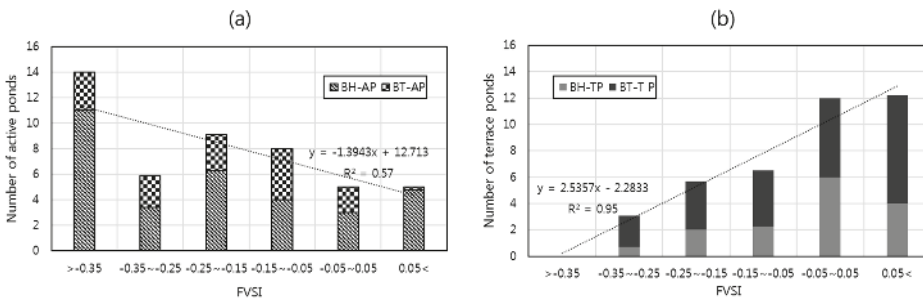 (a)
16
14
12
10
8
6
4
2
0
Number of active ponds
BH-AP BT-AP
y = -1.3943x + 12.713
R² = 0.57
>-0.35 -0.35~-0.25 -0.25~-0.15 -0.15~-0.05 -0.05~0.05 0.05<
FVSI
(b)
16
14
12
10
8
6
4
2
0
Number of terrace ponds
BH-TP BT-T P
y = 2.5357x - 2.2833
R² = 0.95
>-0.35 -0.35~-0.25 -0.25~-0.15 -0.15~-0.05 -0.05~0.05 0.05<
FVSI